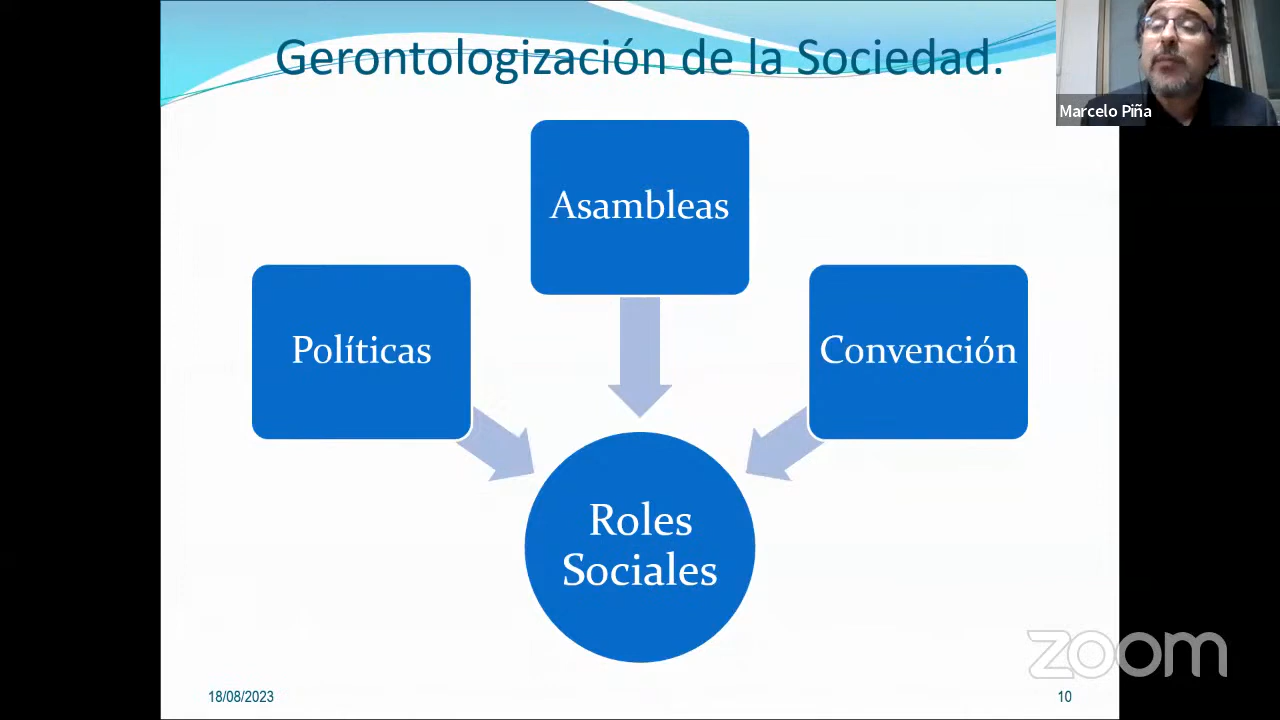 Gerontologización de la Sociedad.
Marcelo Piña
Asambleas
Políticas
Convención
Roles
Sociales
zoom
18/08/2023
10